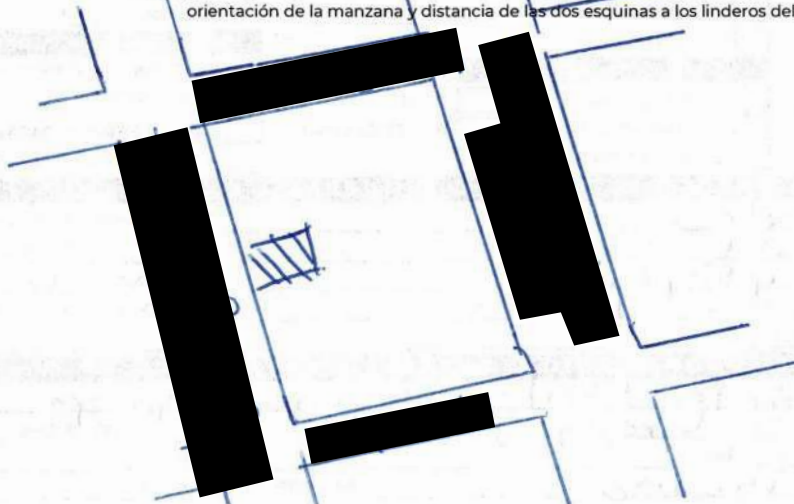 orientación de la manzana y distancia de las dos esquinas a los linderos del